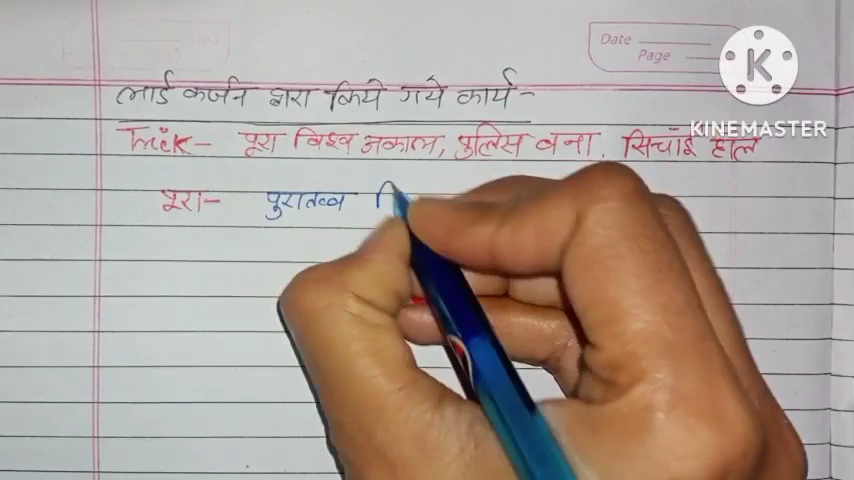 Date
Page
KINEMASTER
लार्ड कर्जन द्वारा किये गये कार्य -
Trick - पूरा विश्व अकाल, पुलिस बना. सिचाँई हाल
पूरा - पुरातत्व